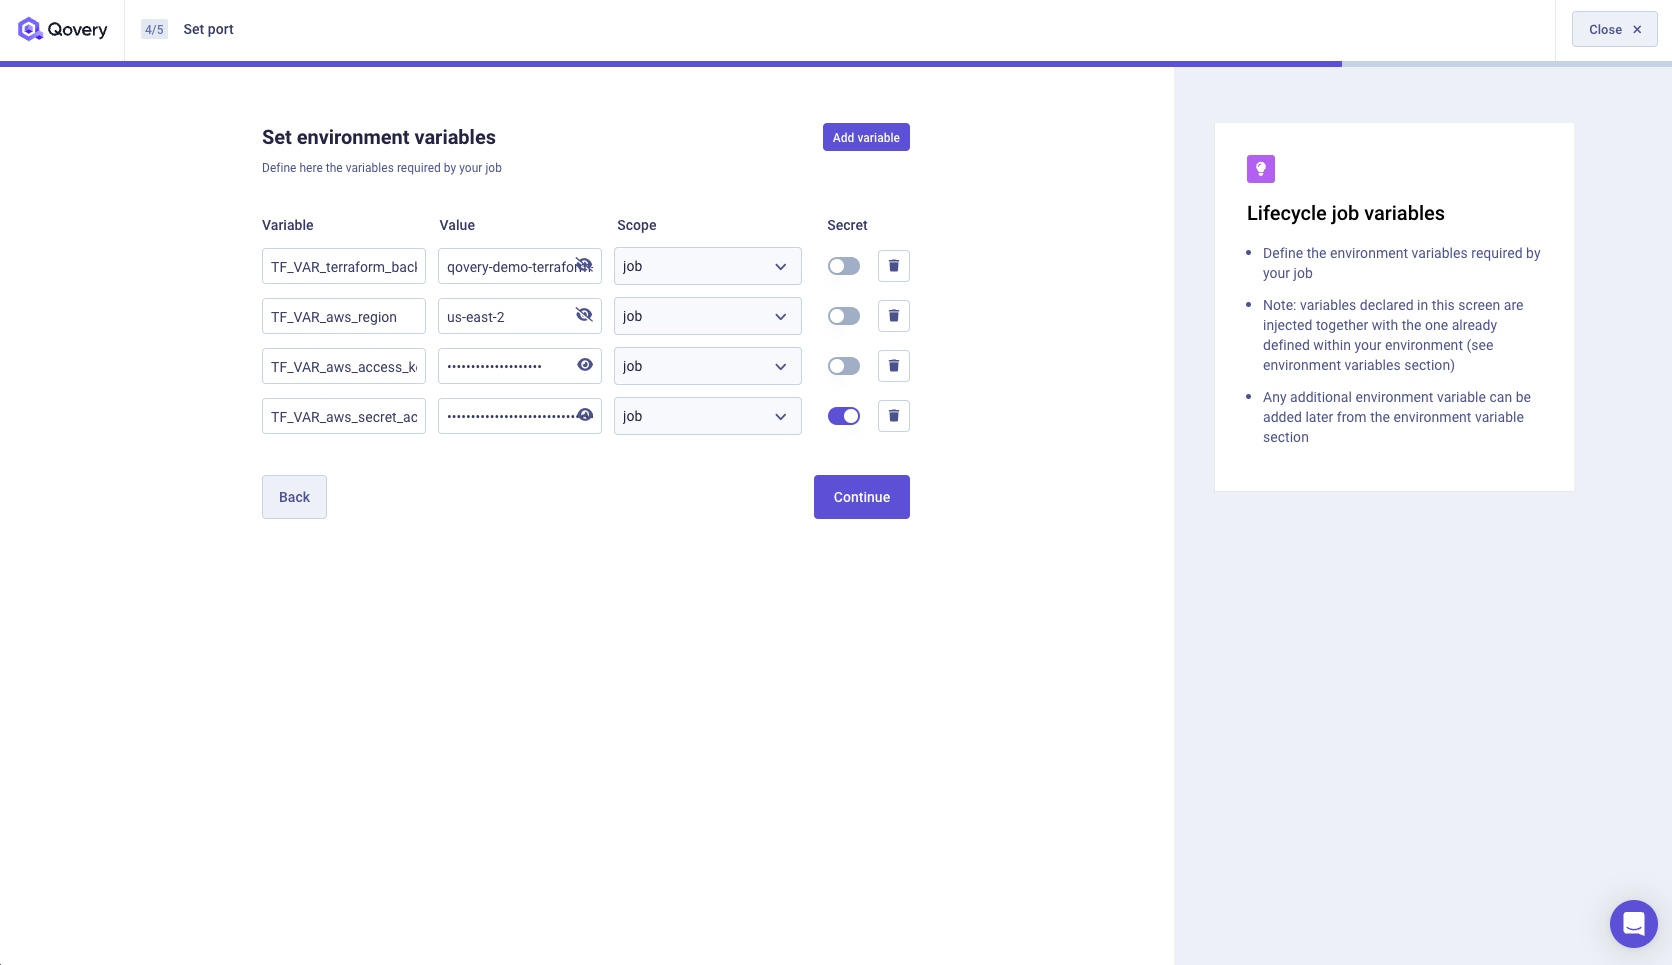 Qovery
4/5
Set port
Close
Set environment variables
Add variable
Define here the variables required by your job
Variable
Value
Scope
Secret
TF_VAR_terraform_back
qovery-demo-terraform
job
TF_VAR_aws_region
us-east-2
job
TF_VAR_aws_access_k
••••••••••••••••••••
job
TF_VAR_aws_secret_ac
job
Back
Continue
Lifecycle job variables
• Define the environment variables required by
your job
• Note: variables declared in this screen are
injected together with the one already
defined within your environment (see
environment variables section)
• Any additional environment variable can be
added later from the environment variable
section